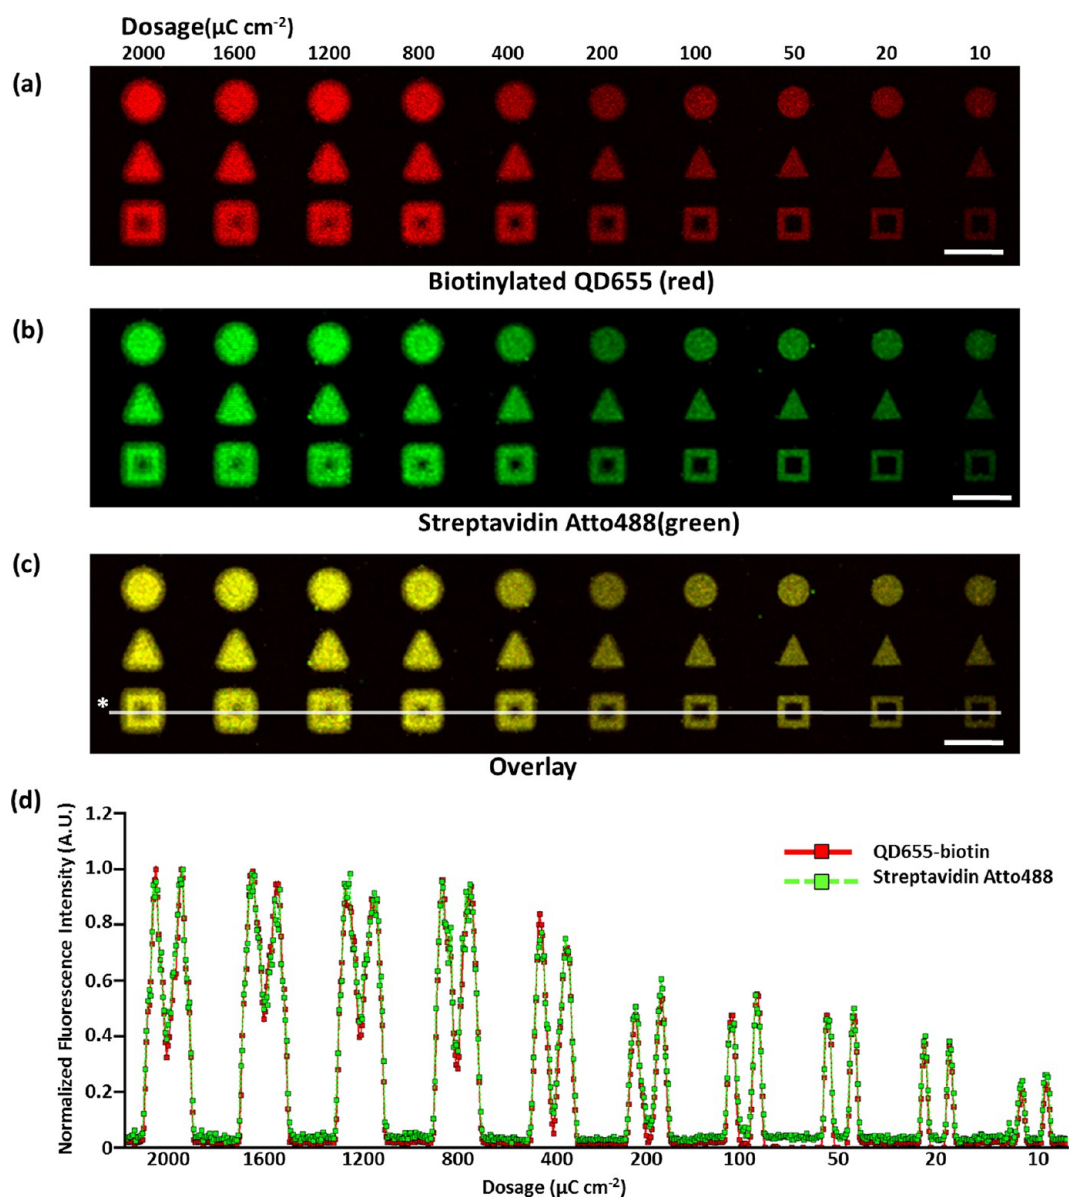 Dosage(µC cm-2)
2000 1600 1200 800 400 200 100 50 20 10
(a)
Biotinylated QD655 (red)
(b)
Streptavidin Atto488(green)
(c)
*
Overlay
(d)
Normalized Fluorescence Intensity (A.U.)
1.2
1.0
0.8
0.6
0.4
0.2
0
QD655-biotin
Streptavidin Atto488
2000 1600 1200 800 400 200 100 50 20 10
Dosage (µC cm-2)